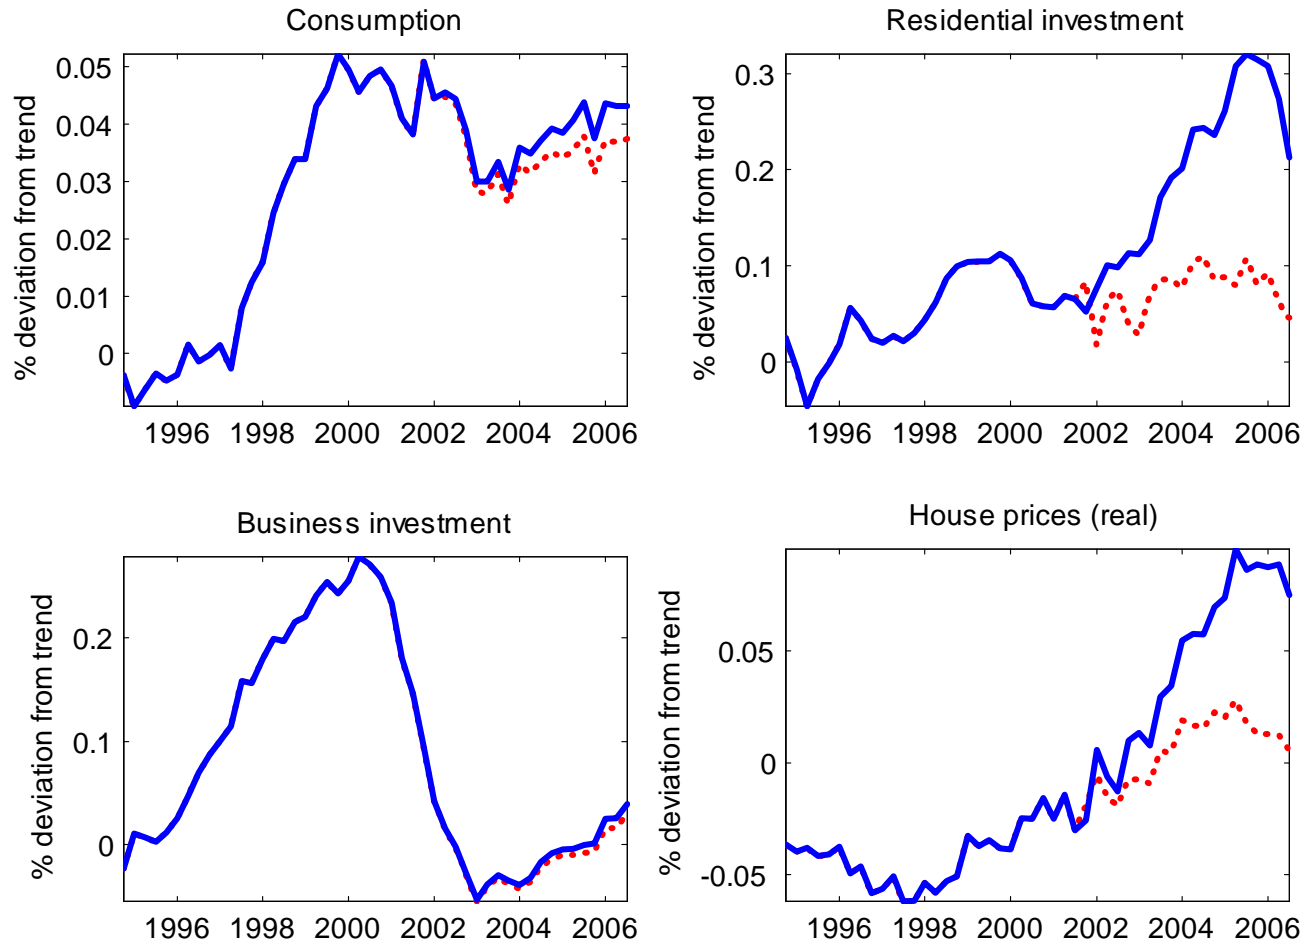 Consumption
% deviation from trend
0.05
0.04
0.03
0.02
0.01
0
1996 1998 2000 2002 2004 2006
Residential investment
% deviation from trend
0.3
0.2
0.1
0
1996 1998 2000 2002 2004 2006
Business investment
% deviation from trend
0.2
0.1
0
1996 1998 2000 2002 2004 2006
House prices (real)
% deviation from trend
0.05
0
-0.05
1996 1998 2000 2002 2004 2006